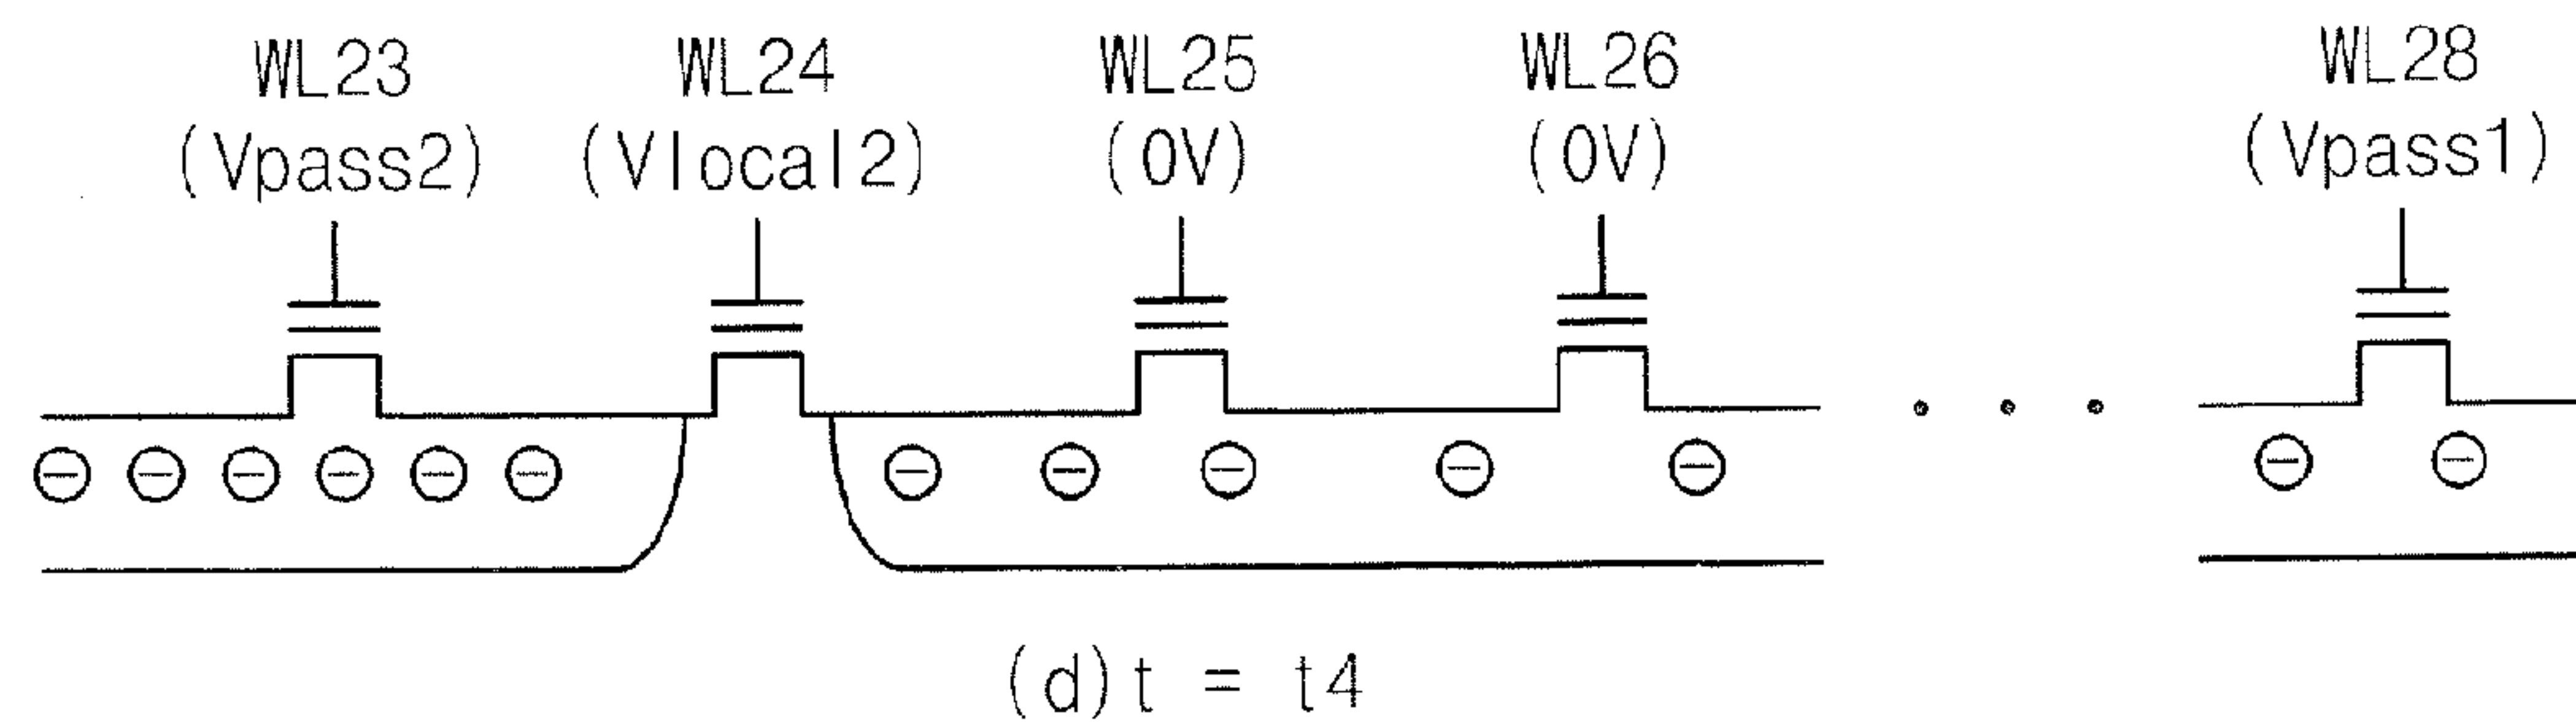 WL23 WL24 WL25 WL26 WL28
(Vpass2) (Vlocal2) (0V) (0V) (Vpass1)
(d) t = t4